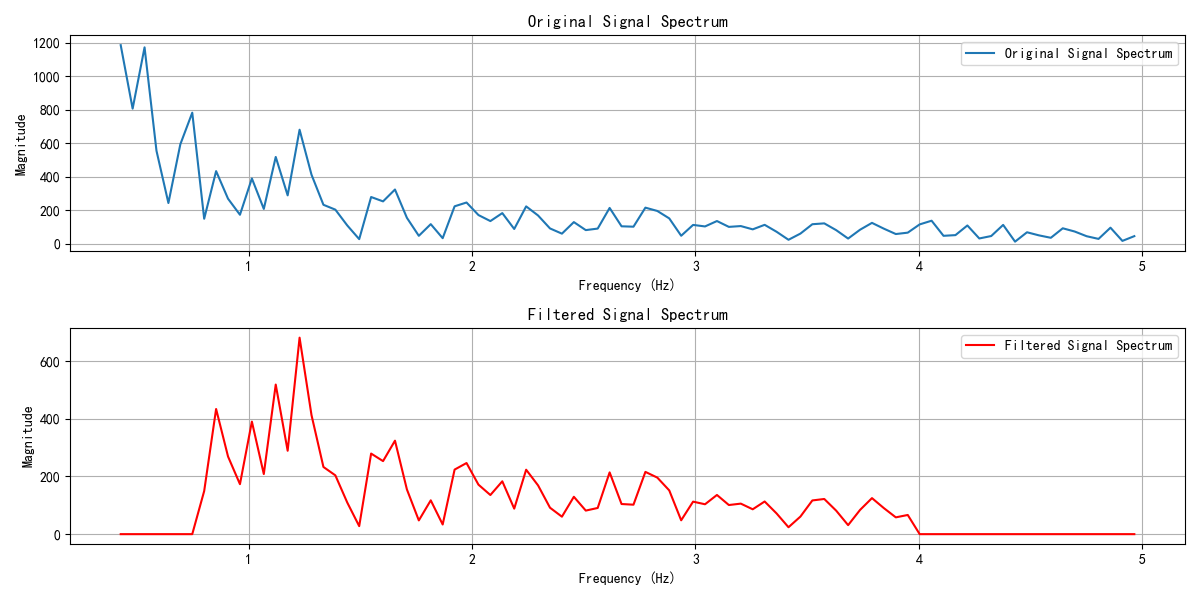 Original Signal Spectrum
Original Signal Spectrum
Magnitude
1200
1000
800
600
400
200
0
1 2 3 4 5
Frequency (Hz)
Filtered Signal Spectrum
Filtered Signal Spectrum
Magnitude
600
400
200
0
1 2 3 4 5
Frequency (Hz)